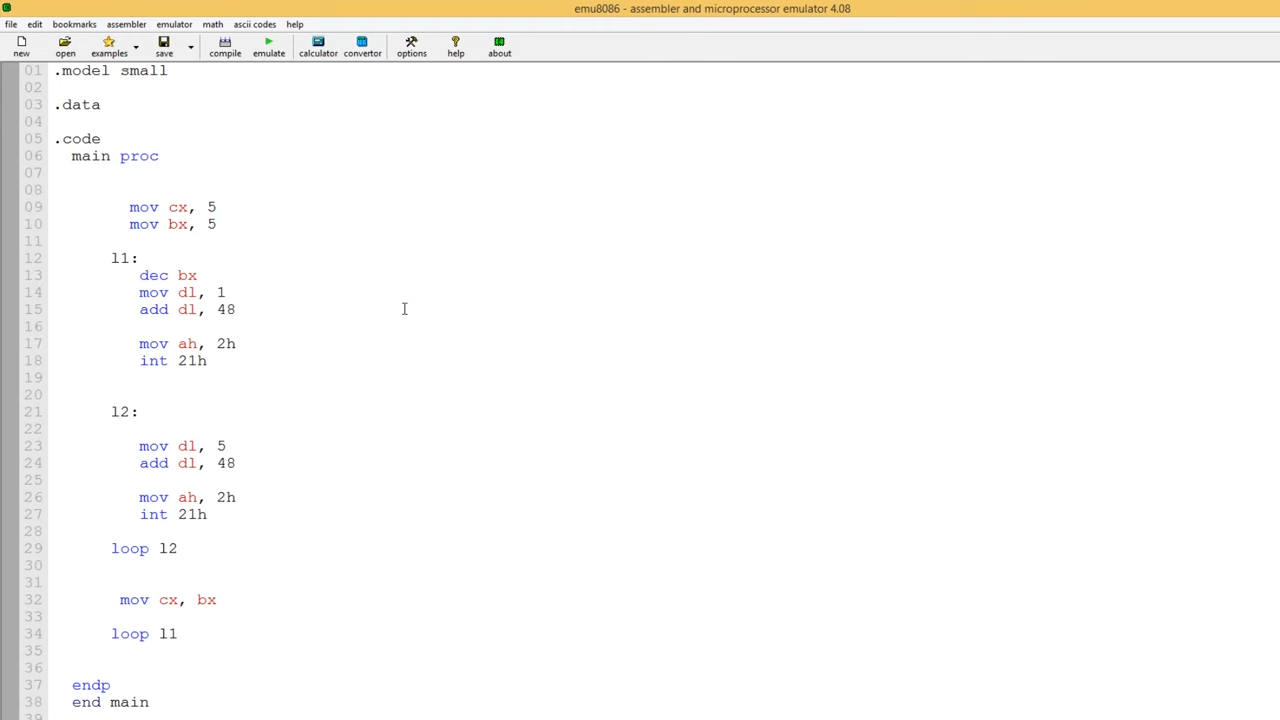 emu8086 - assembler and microprocessor emulator 4.08
file edit bookmarks assembler emulator math ascii codes help
new open examples save compile emulate calculator convertor options help about
01 .model small
02
03 .data
04
05 .code
06 main proc
07
08
09 mov cx, 5
10 mov bx, 5
11
12 l1:
13 dec bx
14 mov dl, 1
15 add dl, 48
16
17 mov ah, 2h
18 int 21h
19
20
21 l2:
22
23 mov dl, 5
24 add dl, 48
25
26 mov ah, 2h
27 int 21h
28
29 loop l2
30
31
32 mov cx, bx
33
34 loop l1
35
36
37 endp
38 end main
39